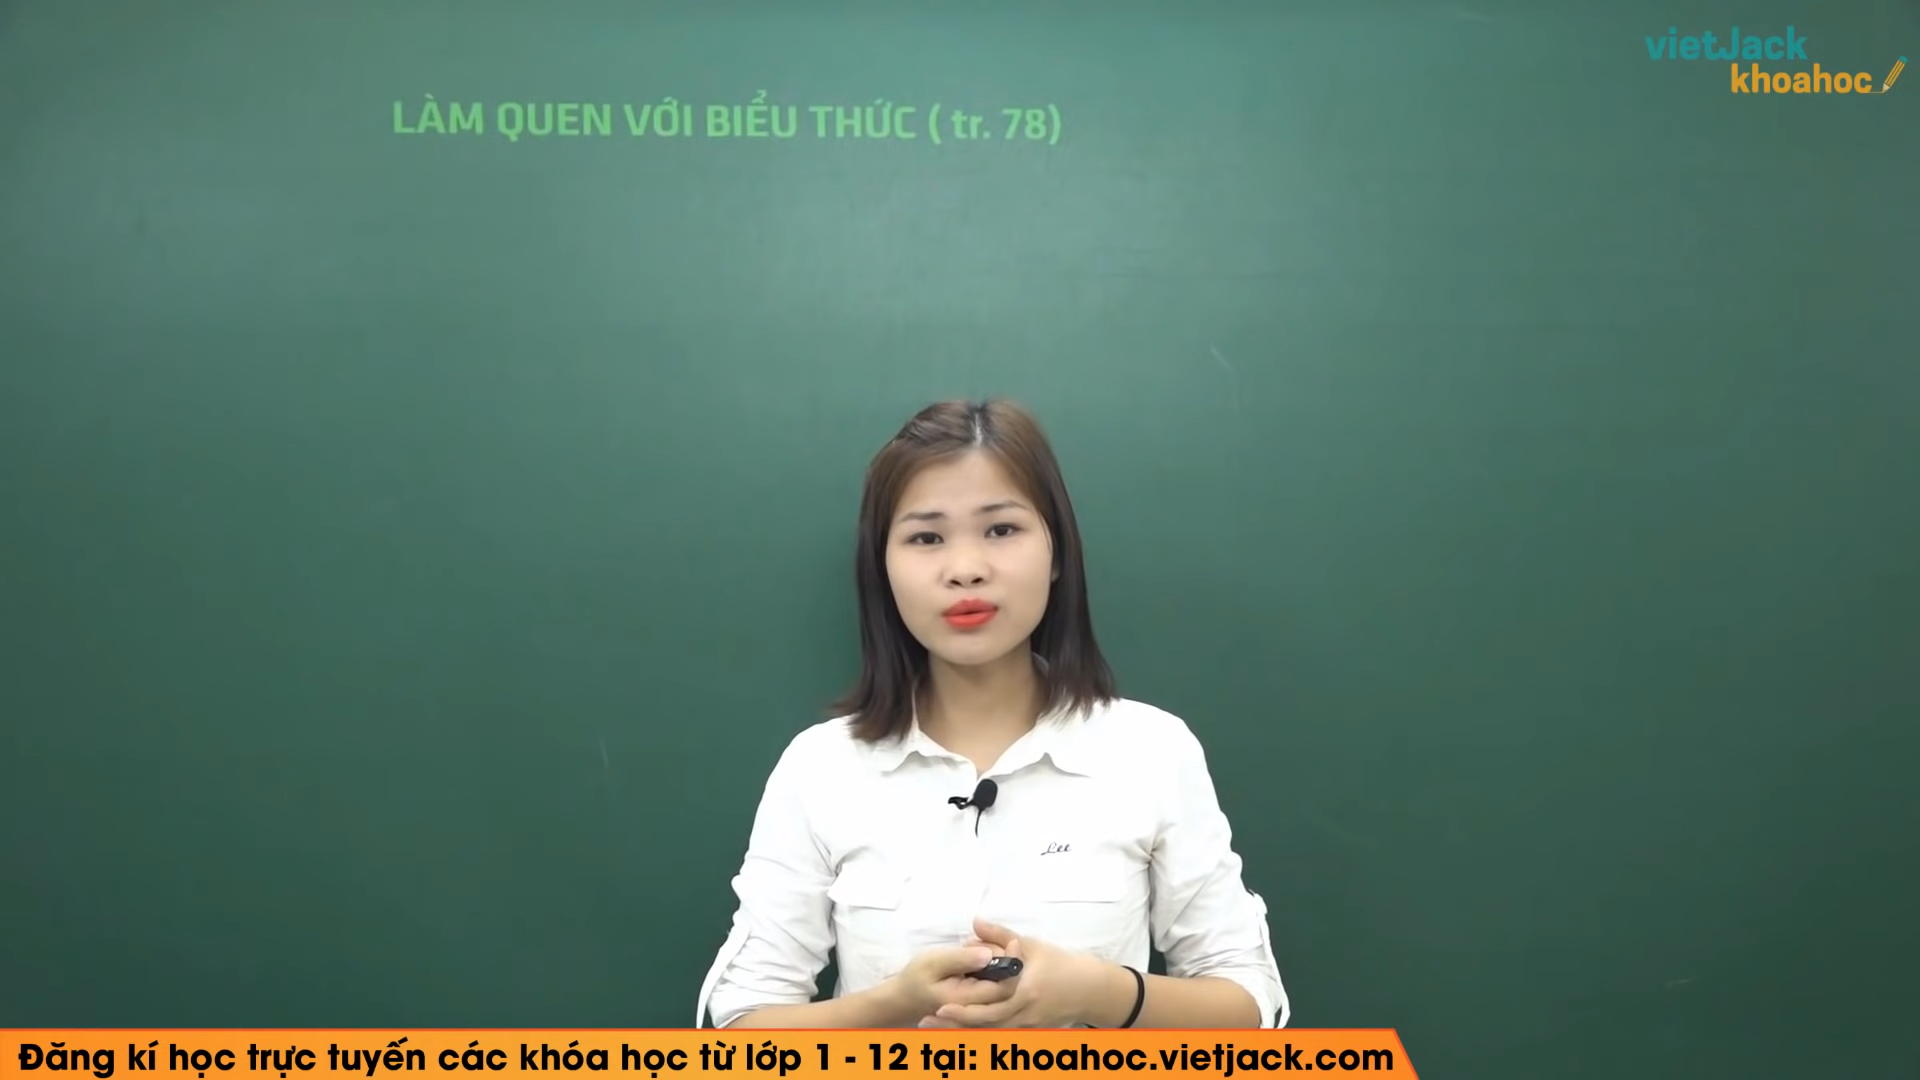 vietJack
khoahoc
LÀM QUEN VỚI BIỂU THỨC ( tr. 78)
Lee
Đăng kí học trực tuyến các khóa học từ lớp 1 - 12 tại: khoahoc.vietjack.com